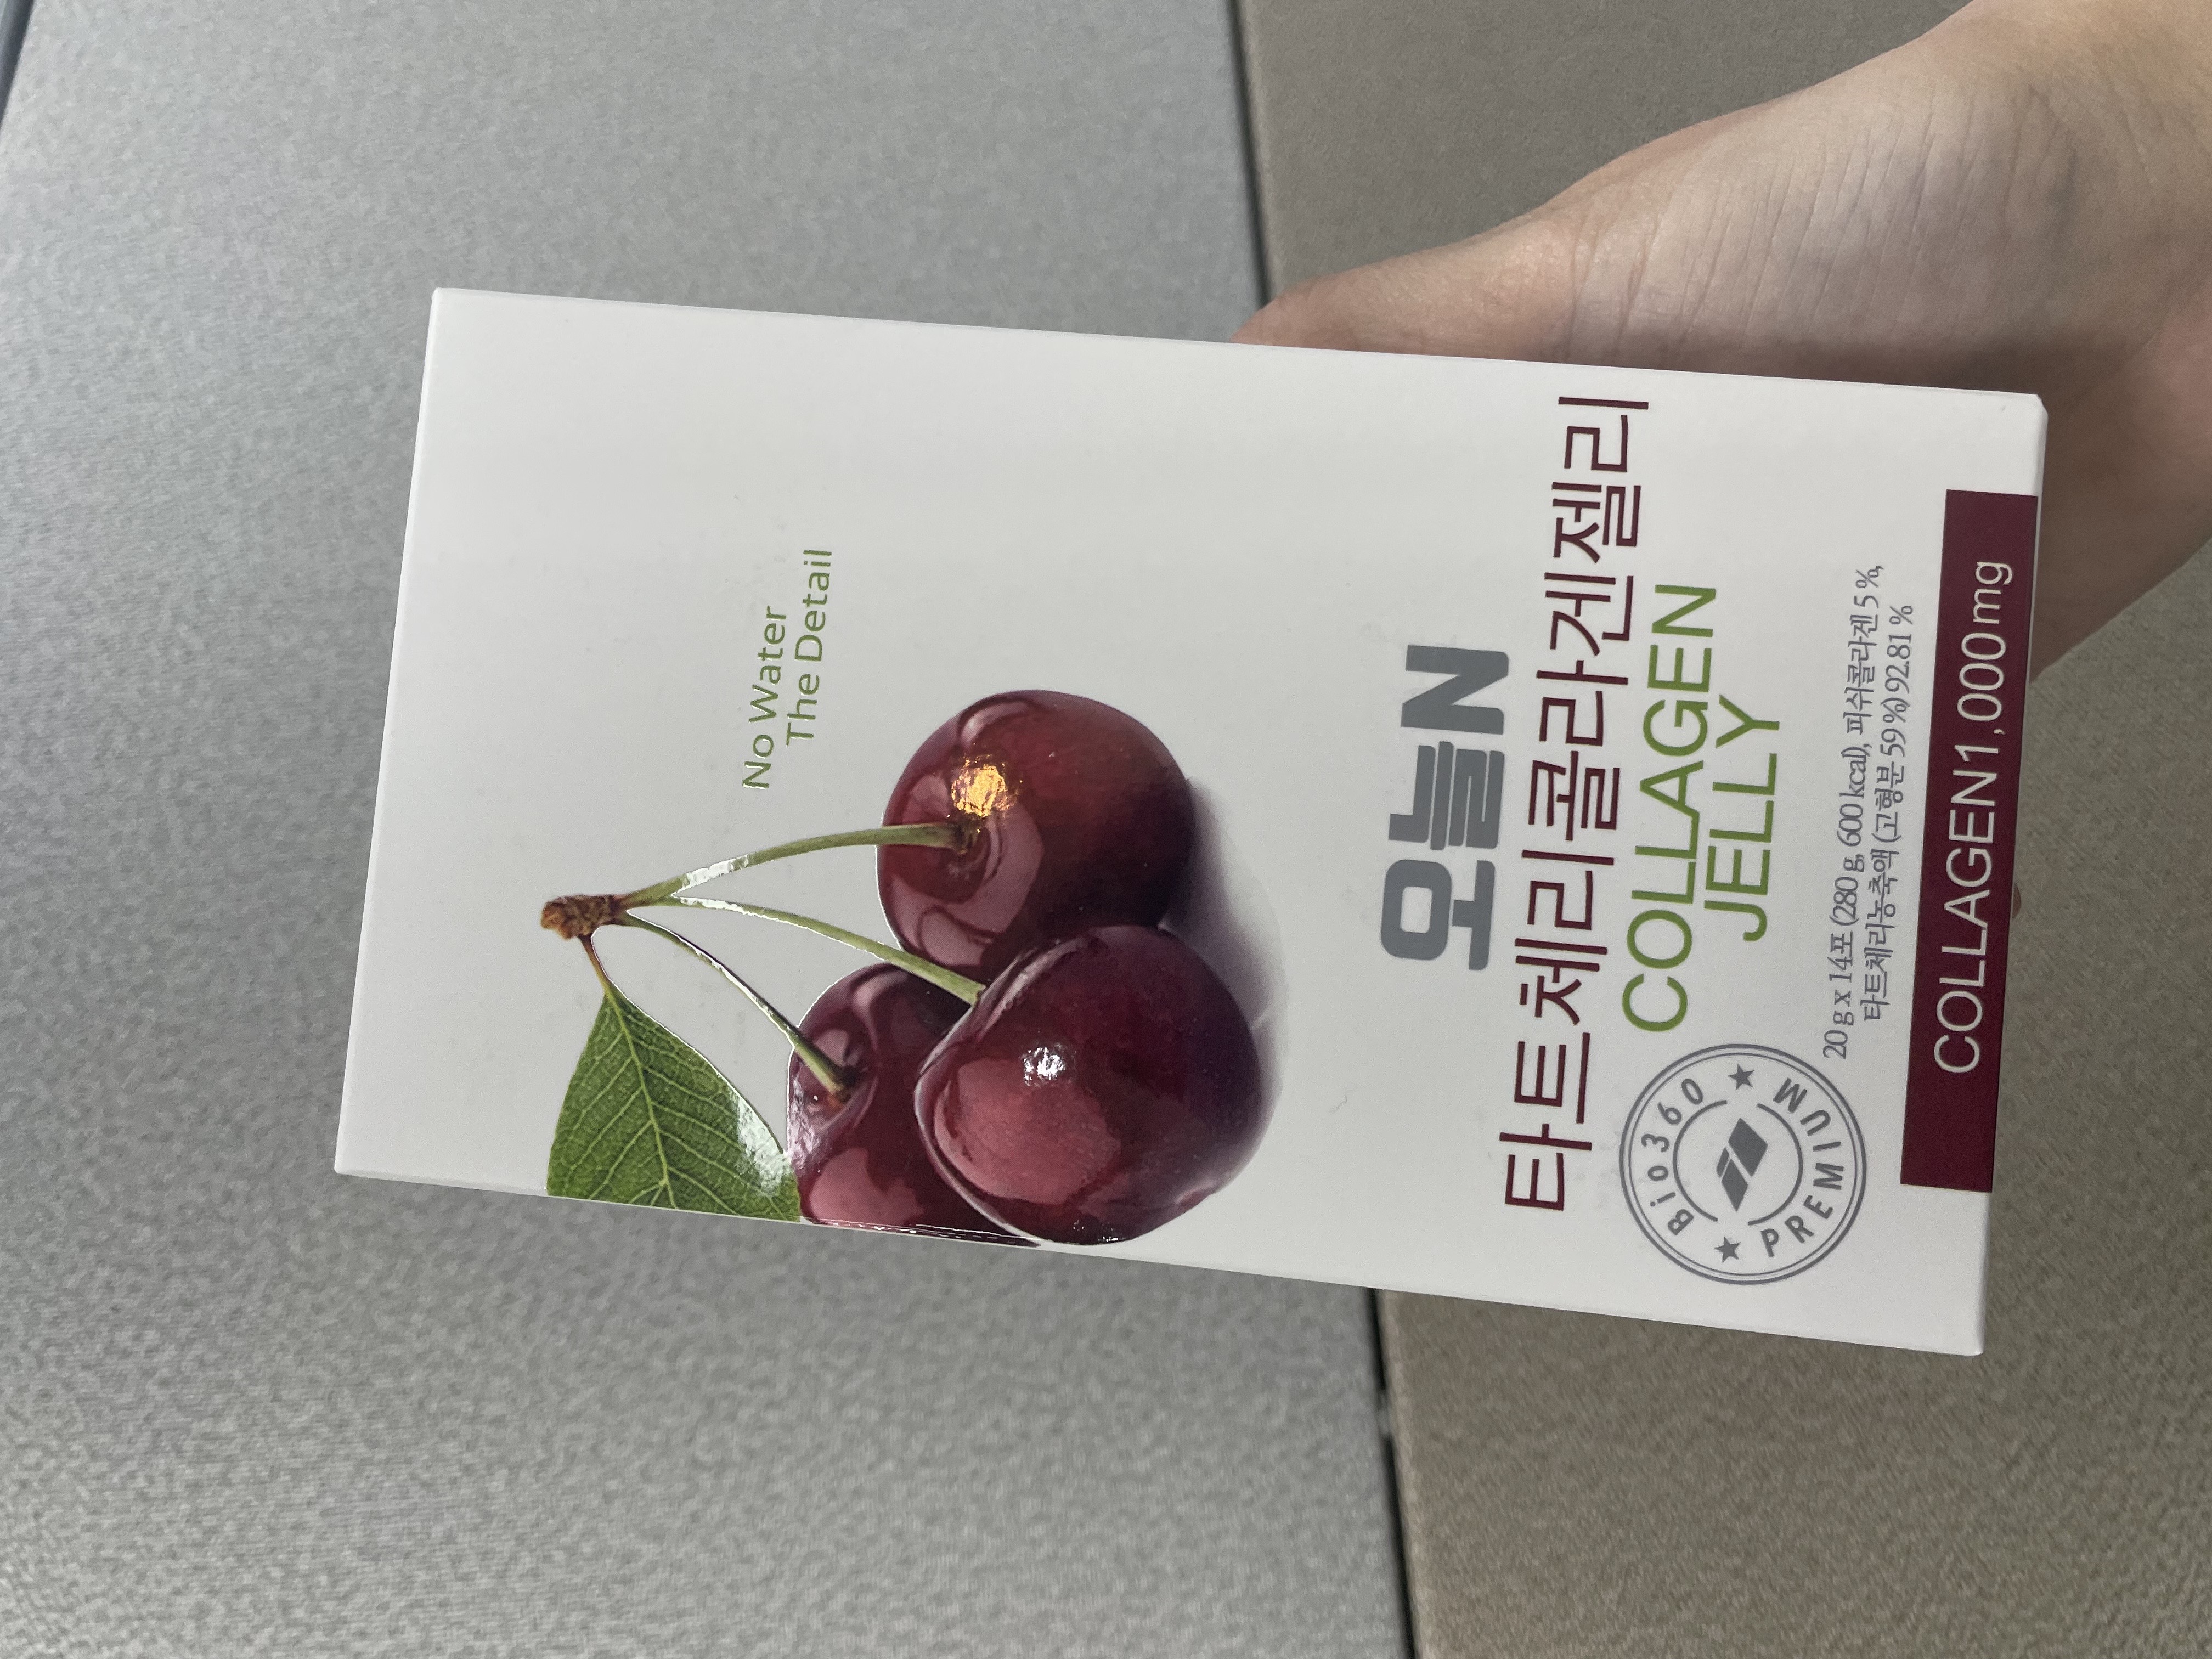 No Water
The Detail
오늘N
타트체리콜라겐젤리
COLLAGEN
JELLY
Bio360
PREMIUM
20 g x 14포 (280 g, 600 kcal), 피쉬콜라겐 5 %,
타트체리농축액 (고형분 59 %) 92.81 %
COLLAGEN 1,000mg